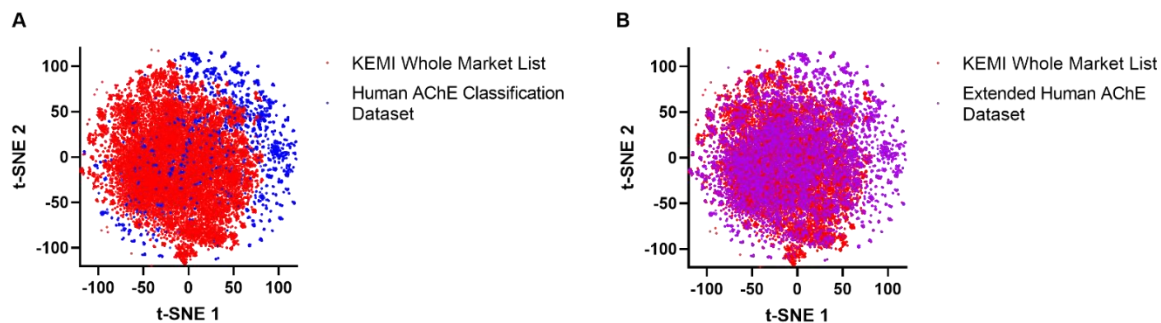 A
t-SNE 2
100
50
0
-50
-100
-100
-50
0
50
100
t-SNE 1
KEMI Whole Market List
Human AChE Classification
Dataset
B
t-SNE 2
100
50
0
-50
-100
-100
-50
0
50
100
t-SNE 1
KEMI Whole Market List
Extended Human AChE
Dataset